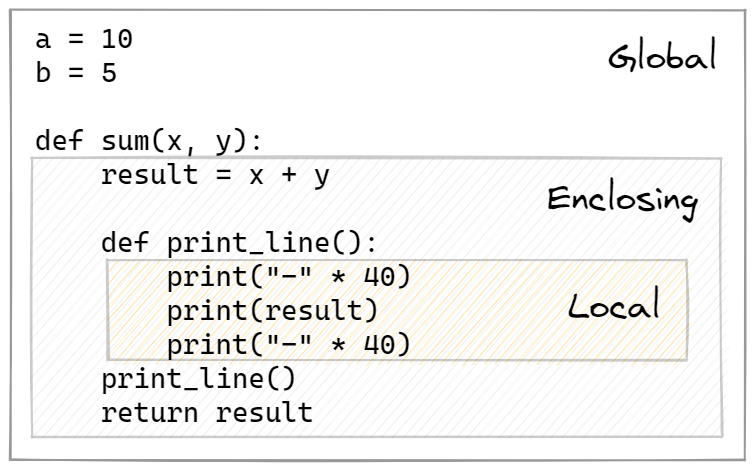 a = 10
b = 5
Global
def sum(x, y):
    result = x + y
Enclosing
    def print_line():
        print("-" * 40)
        print(result)
Local
        print("-" * 40)
    print_line()
    return result